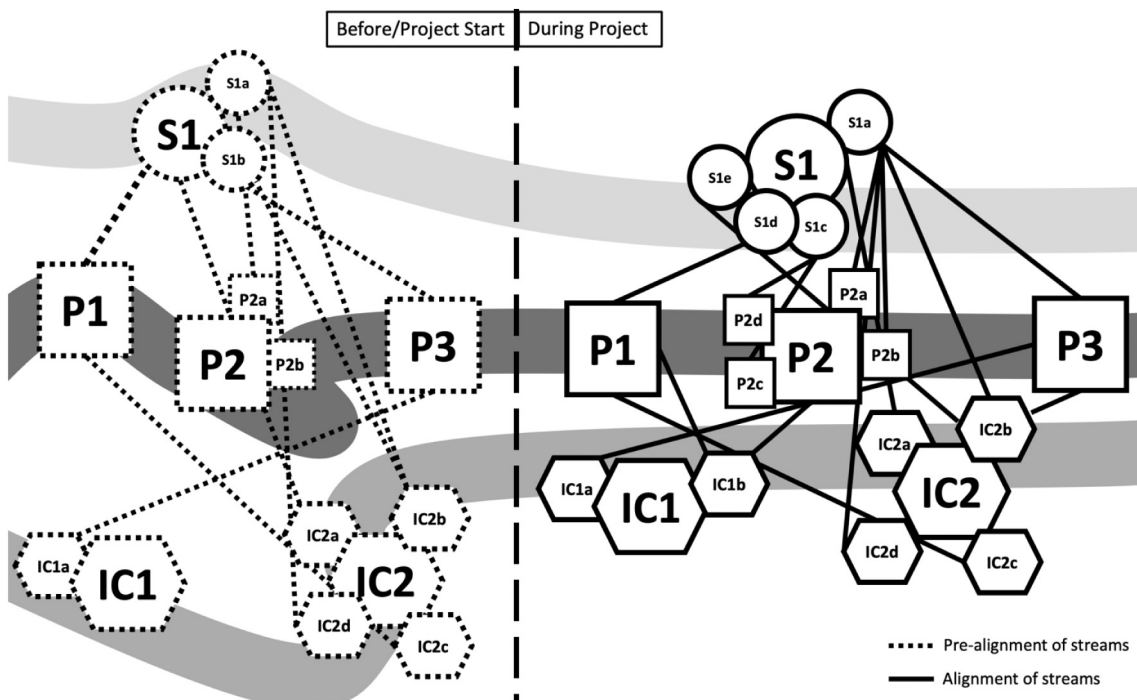 Before/Project Start
During Project
S1a
S1
S1b
P1
P2a
P2
P2b
P3
IC2a
IC2b
IC1a
IC1
IC2
IC2d
IC2c
S1a
S1
S1e
S1d
S1c
P2a
P2d
P1
P2
P2b
P3
P2c
IC2b
IC2a
IC1a
IC1
IC1b
IC2
IC2d
IC2c
Pre-alignment of streams
Alignment of streams